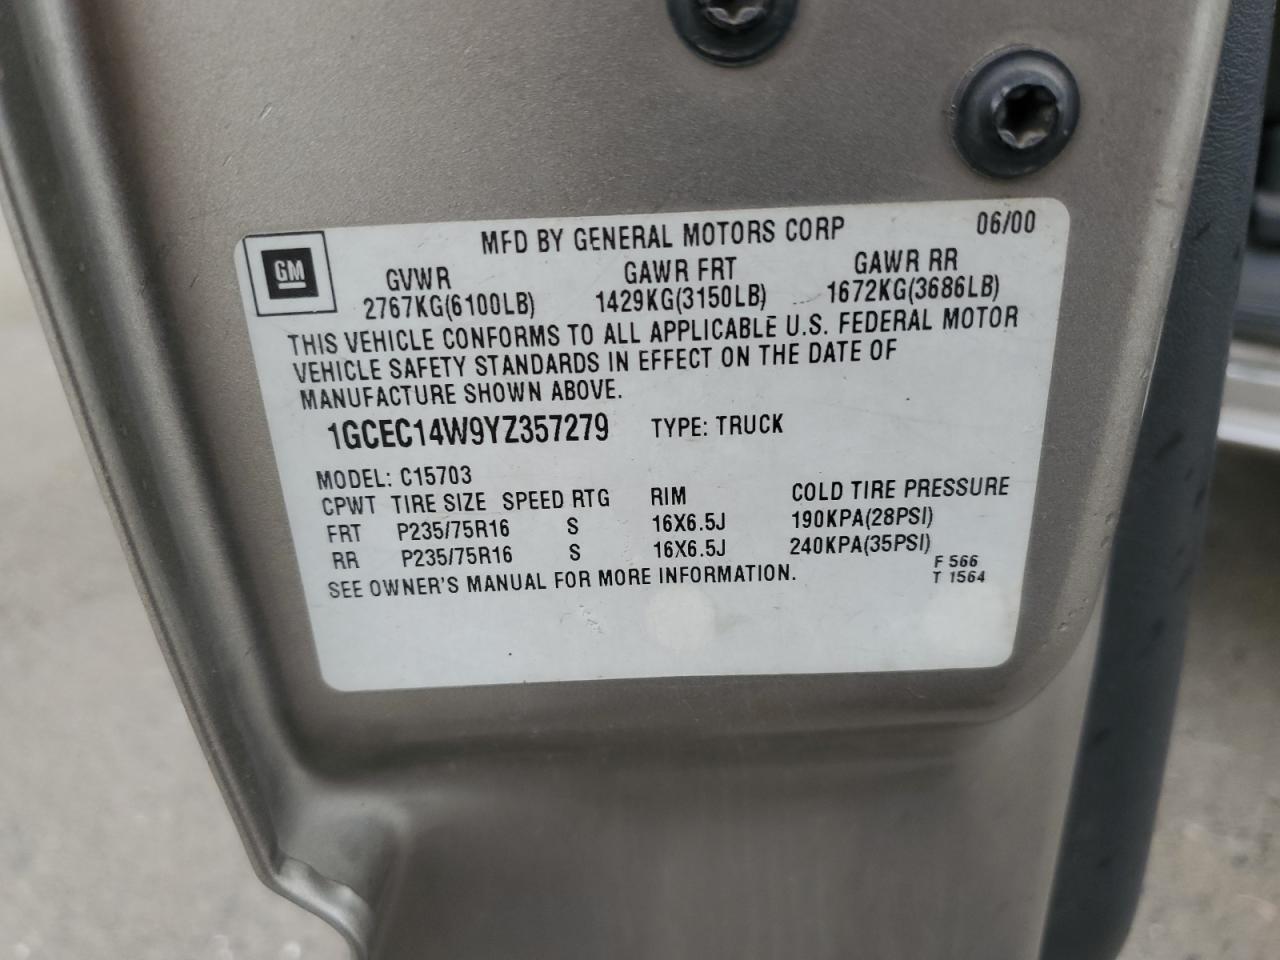 MFD BY GENERAL MOTORS CORP 06/00
GM
GVWR GAWR FRT GAWR RR
2767KG(6100LB) 1429KG(3150LB) 1672KG(3686LB)
THIS VEHICLE CONFORMS TO ALL APPLICABLE U.S. FEDERAL MOTOR
VEHICLE SAFETY STANDARDS IN EFFECT ON THE DATE OF
MANUFACTURE SHOWN ABOVE.
1GCEC14W9YZ357279 TYPE: TRUCK
MODEL: C15703
CPWT TIRE SIZE SPEED RTG RIM COLD TIRE PRESSURE
FRT P235/75R16 S 16X6.5J 190KPA(28PSI)
RR P235/75R16 S 16X6.5J 240KPA(35PSI)
SEE OWNER'S MANUAL FOR MORE INFORMATION.
F 566
T 1564